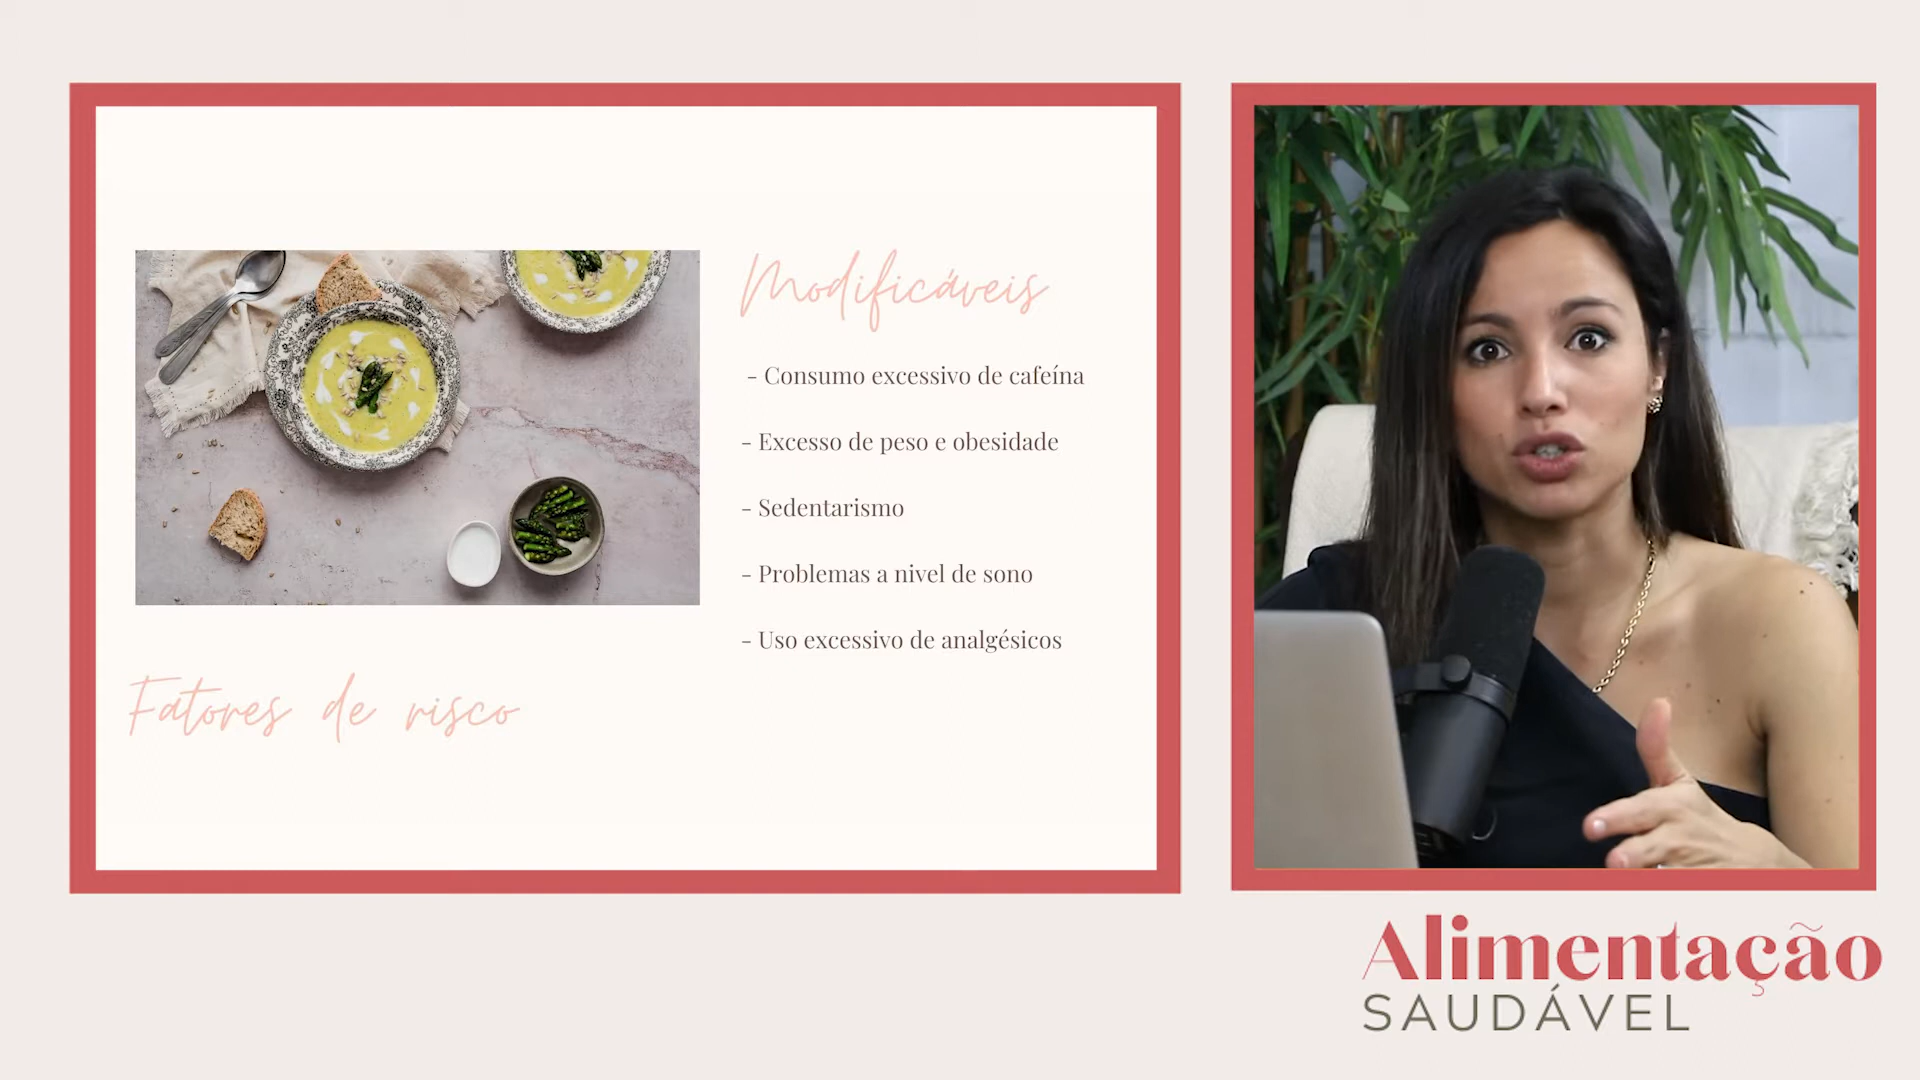 Modificáveis
- Consumo excessivo de cafeína
- Excesso de peso e obesidade
- Sedentarismo
- Problemas a nivel de sono
- Uso excessivo de analgésicos
Fatores de risco
Alimentação
SAUDÁVEL